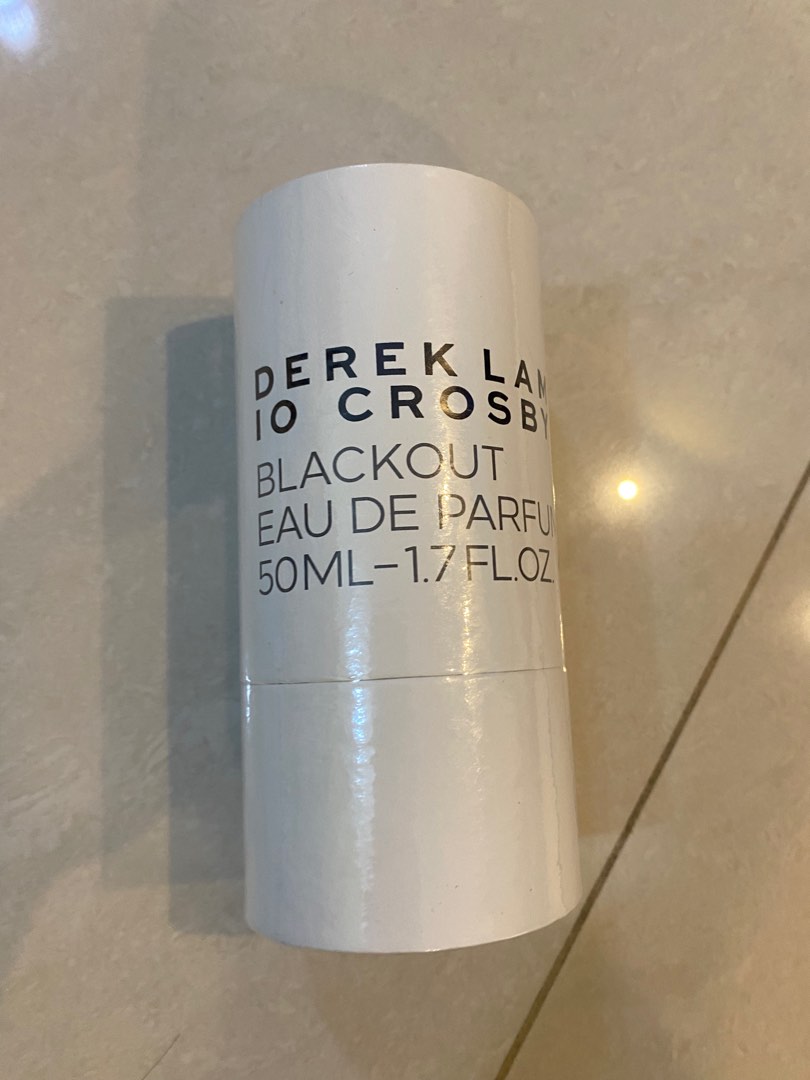 DEREK LAM
10 CROSBY
BLACKOUT
EAU DE PARFUM
50ML-1.7 FL.OZ.